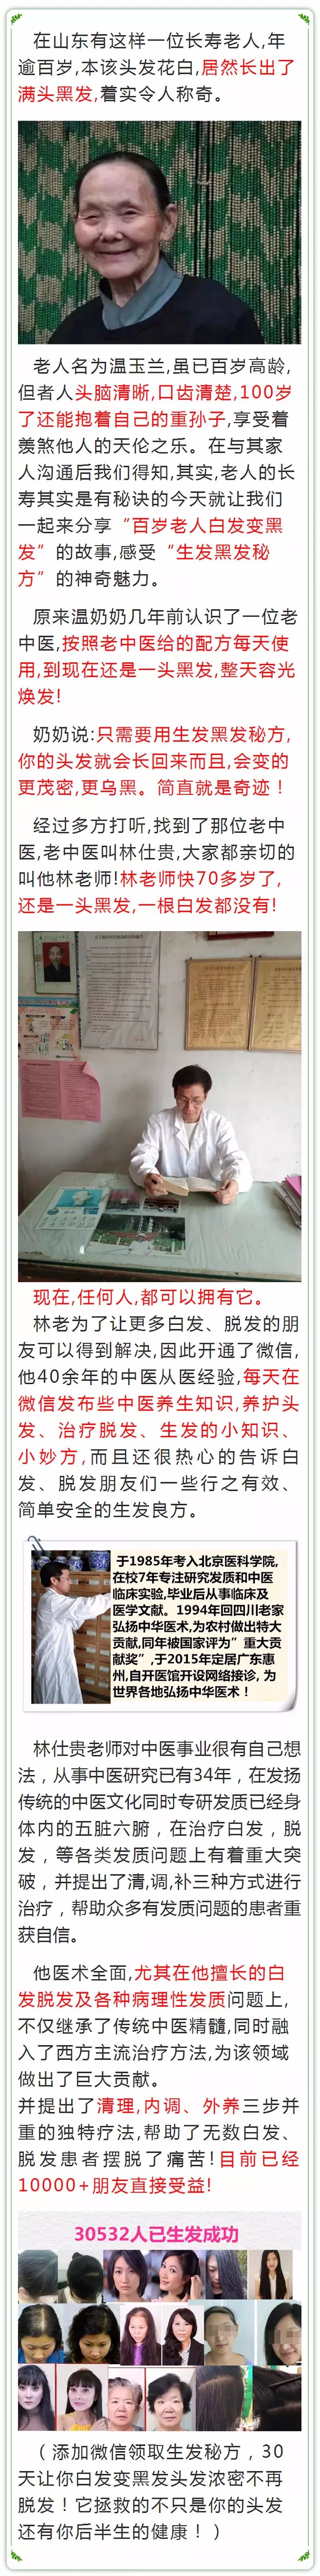 在山东有这样一位长寿老人,年
逾百岁,本该头发花白,居然长出了
满头黑发,着实令人称奇。
老人名为温玉兰,虽已百岁高龄,
但者人头脑清晰,口齿清楚,100岁
了还能抱着自己的重孙子,享受着
羡煞他人的天伦之乐。在与其家
人沟通后我们得知,其实,老人的长
寿其实是有秘诀的今天就让我们
一起来分享“百岁老人白发变黑
发”的故事,感受“生发黑发秘
方”的神奇魅力。
原来温奶奶几年前认识了一位老
中医,按照老中医给的配方每天使
用,到现在还是一头黑发,整天容光
焕发!
奶奶说:只需要用生发黑发秘方,
你的头发就会长回来而且,会变的
更茂密,更乌黑。简直就是奇迹！
经过多方打听,找到了那位老中
医,老中医叫林仕贵,大家都亲切的
叫他林老师!林老师快70多岁了,
还是一头黑发,一根白发都没有!
现在,任何人,都可以拥有它。
林老为了让更多白发、脱发的朋
友可以得到解决,因此开通了微信,
他40余年的中医从医经验,每天在
微信发布些中医养生知识,养护头
发、治疗脱发、生发的小知识、
小妙方,而且还很热心的告诉白
发、脱发朋友们一些行之有效、
简单安全的生发良方。
于1985年考入北京医科学院,
在校7年专注研究发质和中医
临床实验,毕业后从事临床及
医学文献。1994年回四川老家
弘扬中华医术,为农村做出特大
贡献,同年被国家评为”重大贡
献奖”,于2015年定居广东惠
州,自开医馆开设网络接诊, 为
世界各地弘扬中华医术！
林仕贵老师对中医事业很有自己想
法，从事中医研究已有34年，在发扬
传统的中医文化同时专研发质已经身
体内的五脏六腑，在治疗白发，脱
发，等各类发质问题上有着重大突
破，并提出了清,调,补三种方式进行
治疗，帮助众多有发质问题的患者重
获自信。
他医术全面,尤其在他擅长的白
发脱发及各种病理性发质问题上,
不仅继承了传统中医精髓,同时融
入了西方主流治疗方法,为该领域
做出了巨大贡献。
并提出了清理,内调、外养三步并
重的独特疗法,帮助了无数白发、
脱发患者摆脱了痛苦!目前已经
10000+朋友直接受益!
30532人已生发成功
（添加微信领取生发秘方，30
天让你白发变黑发头发浓密不再
脱发！它拯救的不只是你的头发
还有你后半生的健康！）